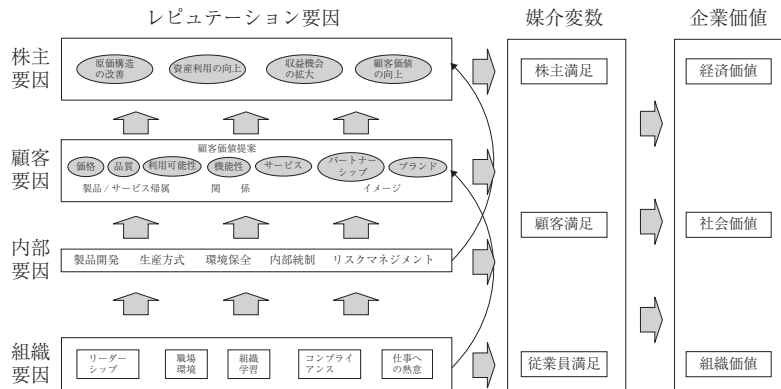 レピュテーション要因
媒介変数
企業価値
株主
要因
原価構造
の改善
資産利用の向上
収益機会
の拡大
顧客価値
の向上
株主満足
経済価値
顧客
要因
顧客価値提案
価格
品質
利用可能性
機能性
サービス
パートナー
シップ
ブランド
製品 / サービス帰属
関 係
イメージ
顧客満足
社会価値
内部
要因
製品開発 生産方式 環境保全 内部統制 リスクマネジメント
組織
要因
リーダー
シップ
職場
環境
組織
学習
コンプライ
アンス
仕事へ
の熱意
従業員満足
組織価値